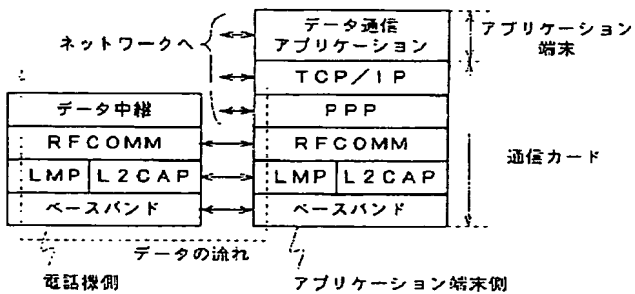 データ通信
アプリケーション
アプリケーション
端末
ネットワークへ
TCP/IP
データ中継
PPP
RFCOMM
RFCOMM
通信カード
LMP
L2CAP
LMP
L2CAP
ベースバンド
ベースバンド
データの流れ
電話機側
アプリケーション端末側